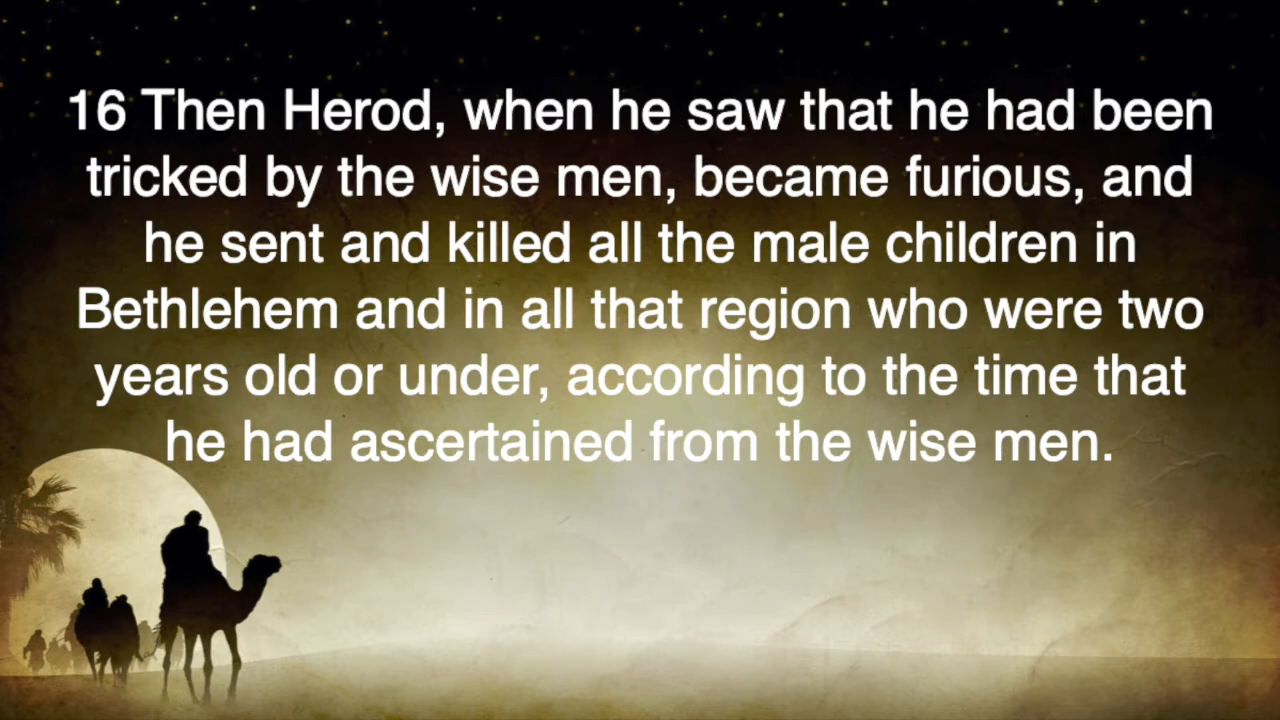 16 Then Herod, when he saw that he had been
tricked by the wise men, became furious, and
he sent and killed all the male children in
Bethlehem and in all that region who were two
years old or under, according to the time that
he had ascertained from the wise men.